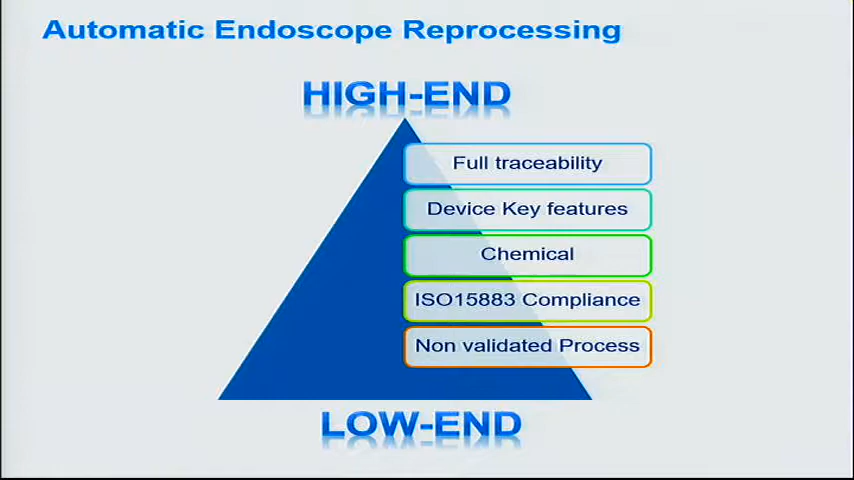 Automatic Endoscope Reprocessing
HIGH-END
Full traceability
Device Key features
Chemical
ISO15883 Compliance
Non validated Process
LOW-END